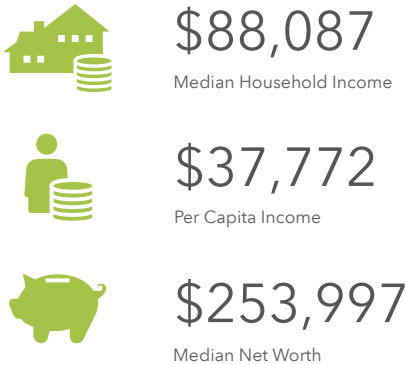 $88,087
Median Household Income
$37,772
Per Capita Income
$253,997
Median Net Worth